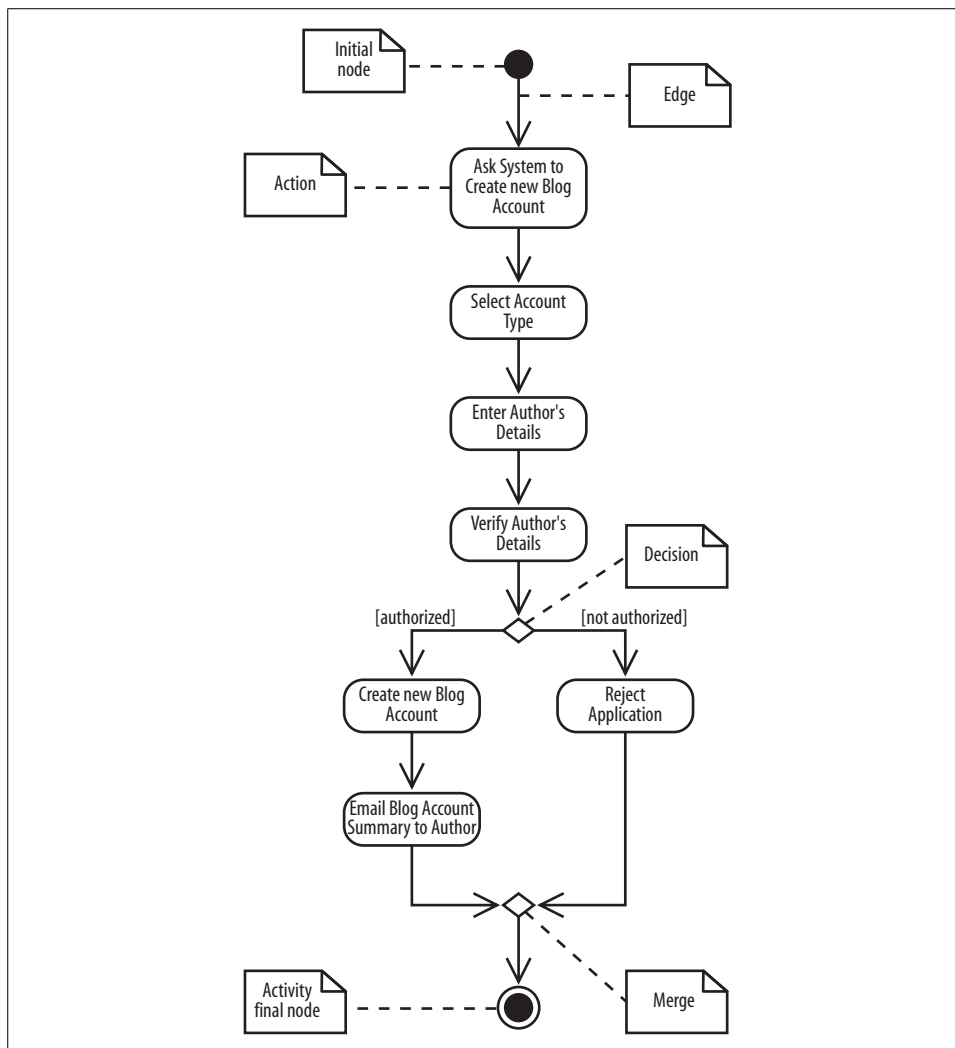 Initial
node
Edge
Action
Ask System to
Create new Blog
Account
Select Account
Type
Enter Author's
Details
Verify Author's
Details
Decision
[authorized]
[not authorized]
Create new Blog
Account
Reject
Application
Email Blog Account
Summary to Author
Activity
final node
Merge